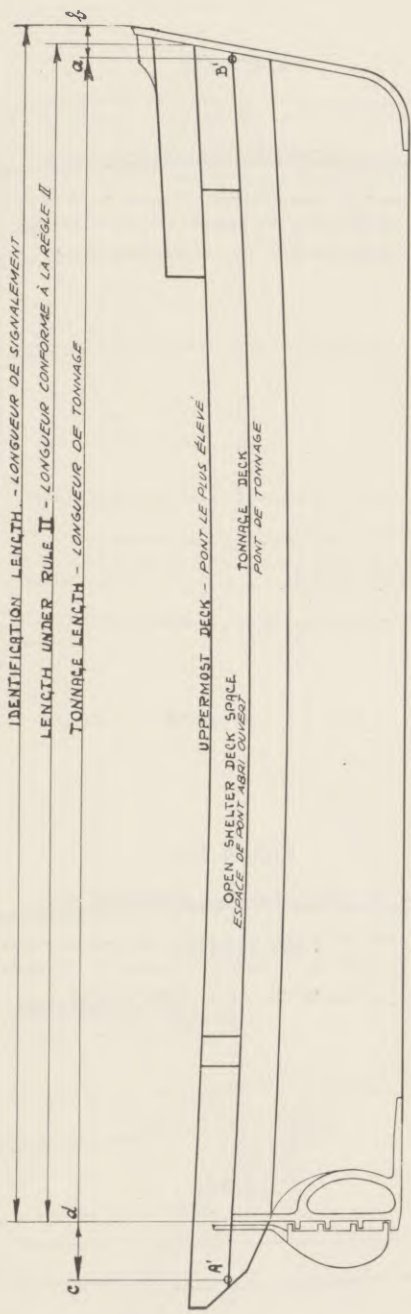 IDENTIFICATION LENGTH. - LONGUEUR DE SIGNALEMENT
LENGTH UNDER RULE II - LONGUEUR CONFORME À LA RÈGLE II
TONNAGE LENGTH - LONGUEUR DE TONNAGE
c
d
a
b
UPPERMOST DECK - PONT LE PLUS ÉLEVÉ
OPEN SHELTER DECK SPACE
ESPACE DE PONT ABRI OUVERT
TONNAGE DECK
PONT DE TONNAGE
A'
B'